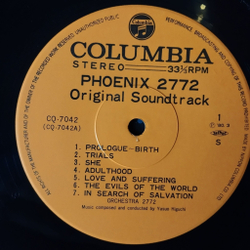 COLUMBIA
STEREO 33⅓RPM
PHOENIX 2772
Original Soundtrack
CQ-7042
(CQ-7042A)
1
S
1. PROLOGUE-BIRTH
2. TRIALS
3. SHE
4. ADULTHOOD
5. LOVE AND SUFFERING
6. THE EVILS OF THE WORLD
7. IN SEARCH OF SALVATION
ORCHESTRA 2772
Music composed and conducted by Yasuo Higuchi